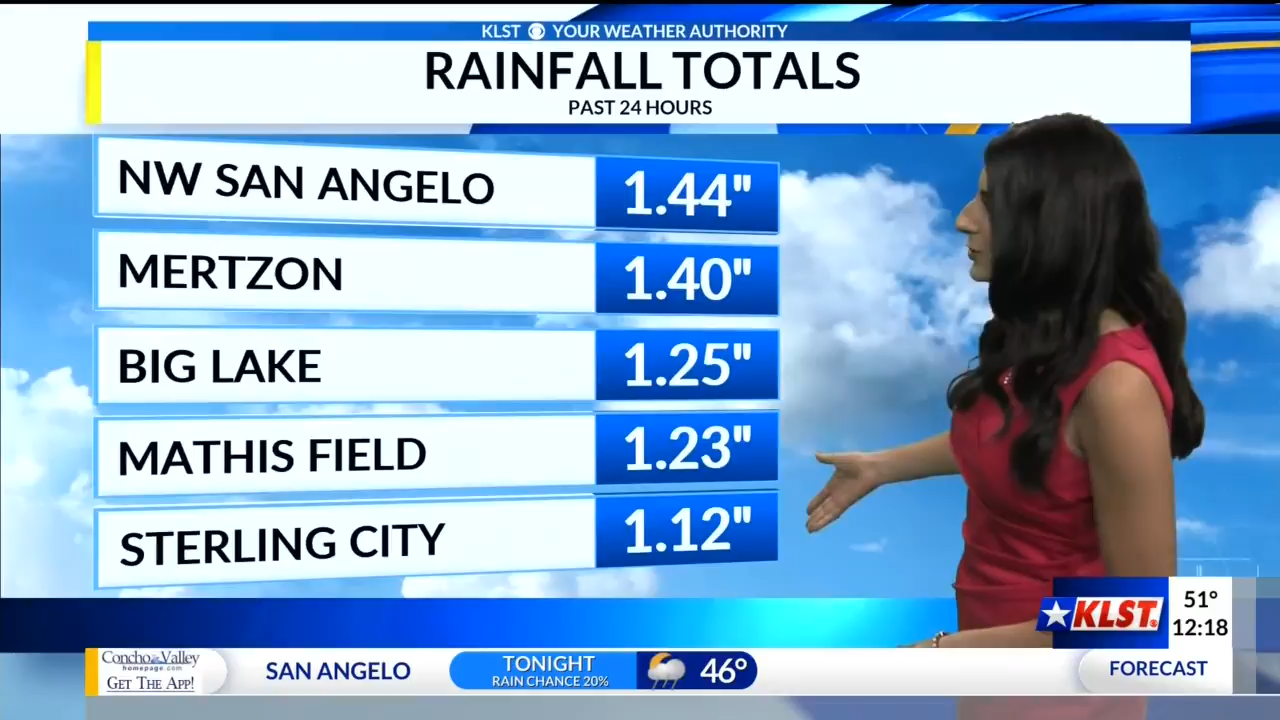 KLST YOUR WEATHER AUTHORITY
RAINFALL TOTALS
PAST 24 HOURS
NW SAN ANGELO 1.44"
MERTZON 1.40"
BIG LAKE 1.25"
MATHIS FIELD 1.23"
STERLING CITY 1.12"
KLST
51°
12:18
Concho Valley
homepage.com
GET THE APP!
SAN ANGELO
TONIGHT
RAIN CHANCE 20%
46°
FORECAST